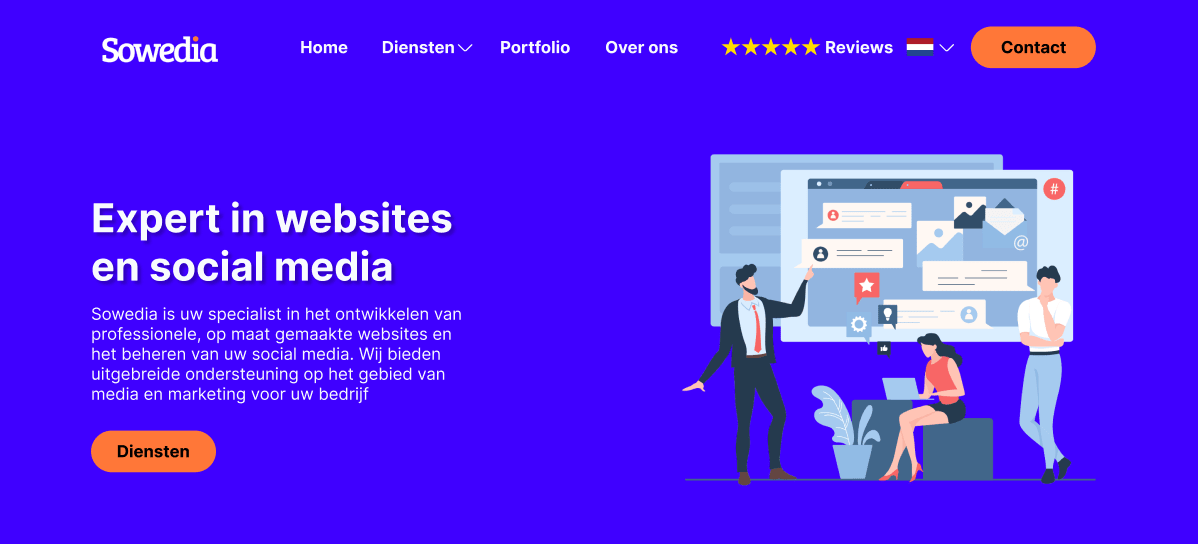 Sowedia
Home Diensten Portfolio Over ons Reviews Contact
#
@
Expert in websites
en social media
Sowedia is uw specialist in het ontwikkelen van
professionele, op maat gemaakte websites en
het beheren van uw social media. Wij bieden
uitgebreide ondersteuning op het gebied van
media en marketing voor uw bedrijf
Diensten